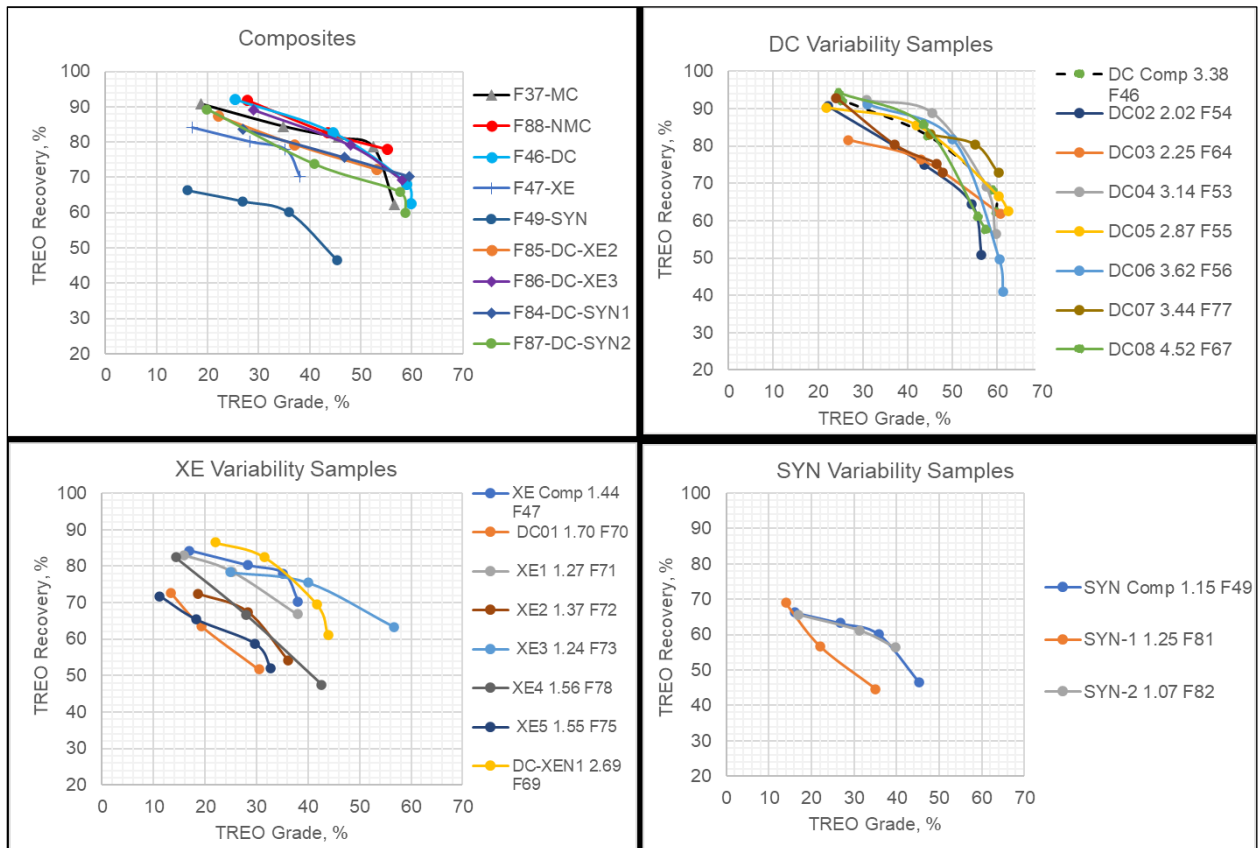 Composites
100
90
80
70
60
50
40
30
20
TREO Recovery, %
0 10 20 30 40 50 60 70
TREO Grade, %
F37-MC
F88-NMC
F46-DC
F47-XE
F49-SYN
F85-DC-XE2
F86-DC-XE3
F84-DC-SYN1
F87-DC-SYN2
DC Variability Samples
100
90
80
70
60
50
40
30
20
TREO Recovery, %
0 10 20 30 40 50 60 70
TREO Grade, %
DC Comp 3.38
F46
DC02 2.02 F54
DC03 2.25 F64
DC04 3.14 F53
DC05 2.87 F55
DC06 3.62 F56
DC07 3.44 F77
DC08 4.52 F67
XE Variability Samples
100
90
80
70
60
50
40
30
20
TREO Recovery, %
0 10 20 30 40 50 60 70
TREO Grade, %
XE Comp 1.44
F47
DC01 1.70 F70
XE1 1.27 F71
XE2 1.37 F72
XE3 1.24 F73
XE4 1.56 F78
XE5 1.55 F75
DC-XEN1 2.69
F69
SYN Variability Samples
100
90
80
70
60
50
40
30
20
TREO Recovery, %
0 10 20 30 40 50 60 70
TREO Grade, %
SYN Comp 1.15 F49
SYN-1 1.25 F81
SYN-2 1.07 F82